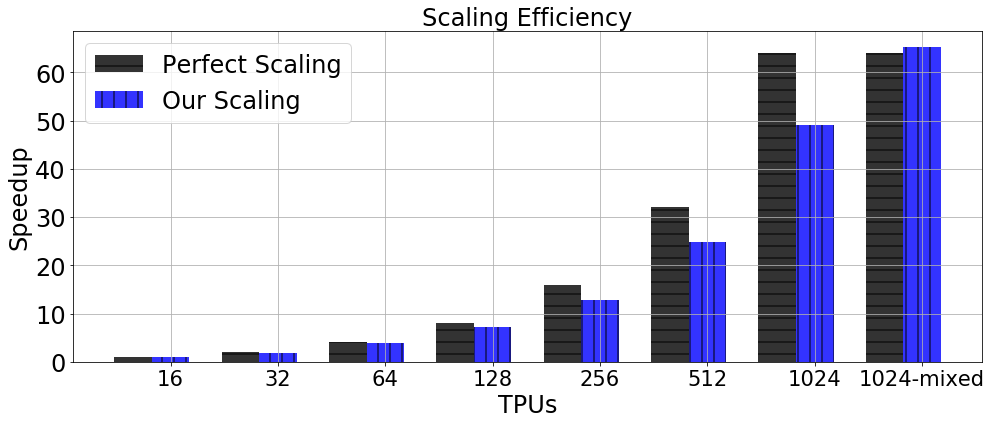 Scaling Efficiency
Perfect Scaling
Our Scaling
Speedup
60
50
40
30
20
10
0
16 32 64 128 256 512 1024 1024-mixed
TPUs